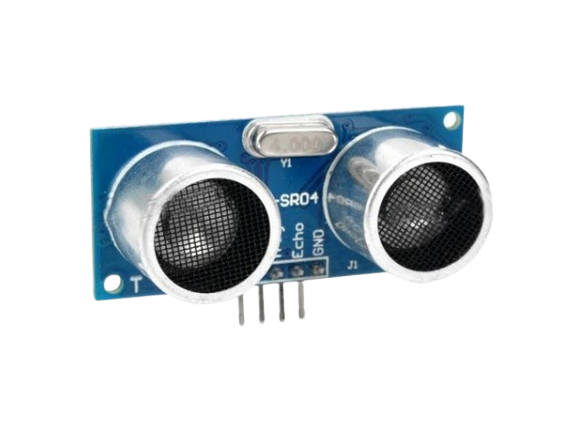 4.000
Y1
-SR04
Echo
GND
J1
T